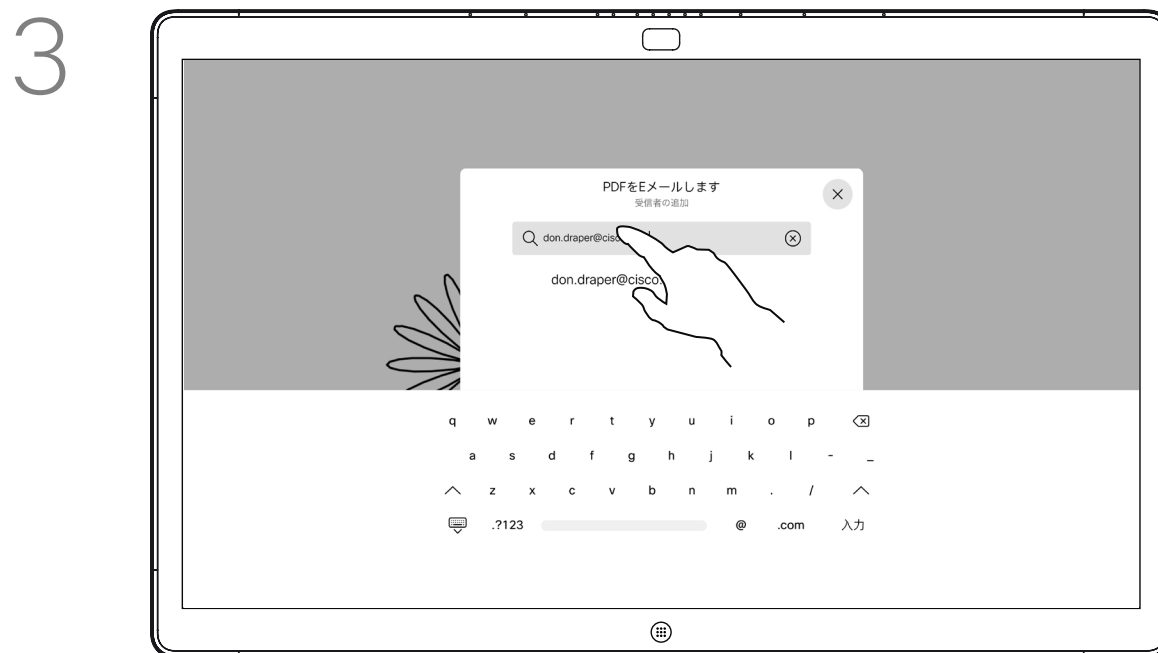 3
PDFをEメールします
受信者の追加
don.draper@cisc
don.draper@cisco.
q w e r t y u i o p
a s d f g h j k l - _
z x c v b n m . /
.?123 @ .com 入力